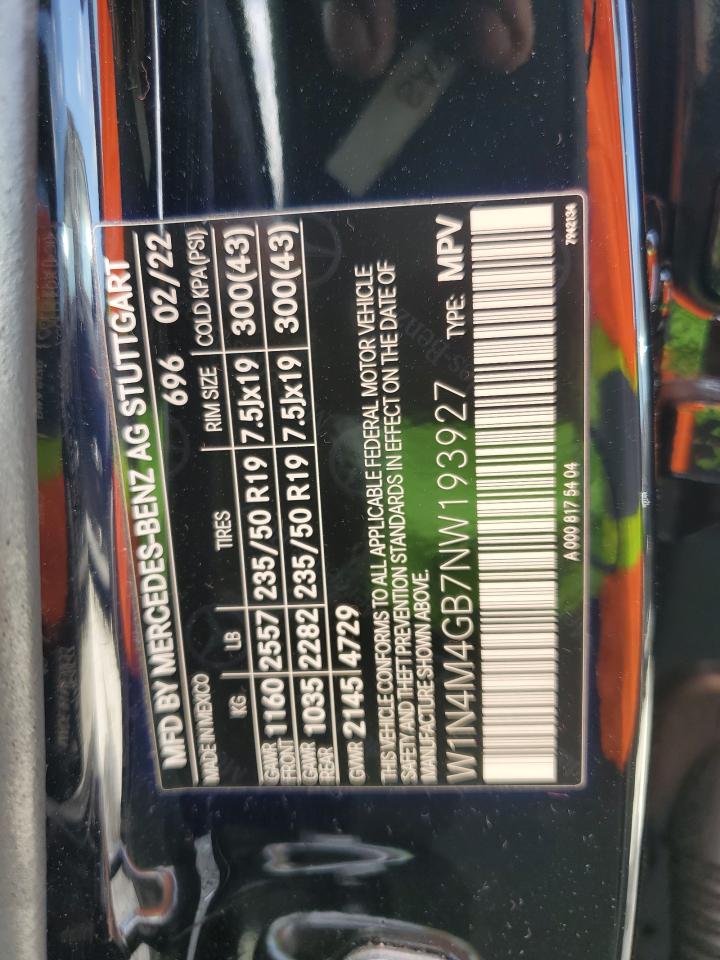 MFD BY MERCEDES-BENZ AG STUTTGART
MADE IN MEXICO 696 02/22
KG LB TIRES RIM SIZE COLD KPA(PSI)
GAWR FRONT 1160 2557 235/50 R19 7.5Jx19 300(43)
GAWR REAR 1035 2282 235/50 R19 7.5Jx19 300(43)
GVWR 2145 4729
THIS VEHICLE CONFORMS TO ALL APPLICABLE FEDERAL MOTOR VEHICLE
SAFETY AND THEFT PREVENTION STANDARDS IN EFFECT ON THE DATE OF
MANUFACTURE SHOWN ABOVE.
W1N4M4GB7NW193927 TYPE: MPV
A 000 817 54 04 7942134